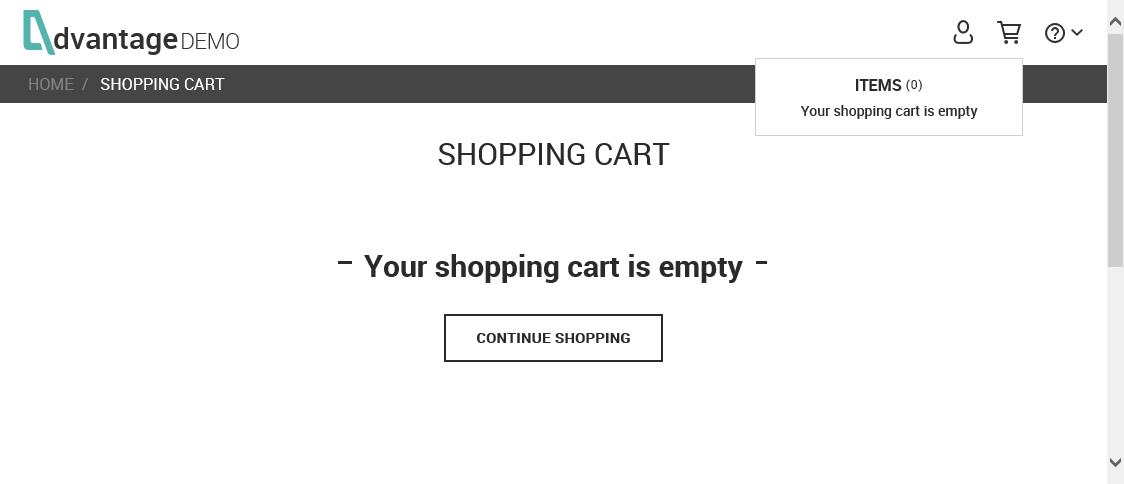 dvantage DEMO
HOME / SHOPPING CART
ITEMS (0)
Your shopping cart is empty
SHOPPING CART
– Your shopping cart is empty –
CONTINUE SHOPPING